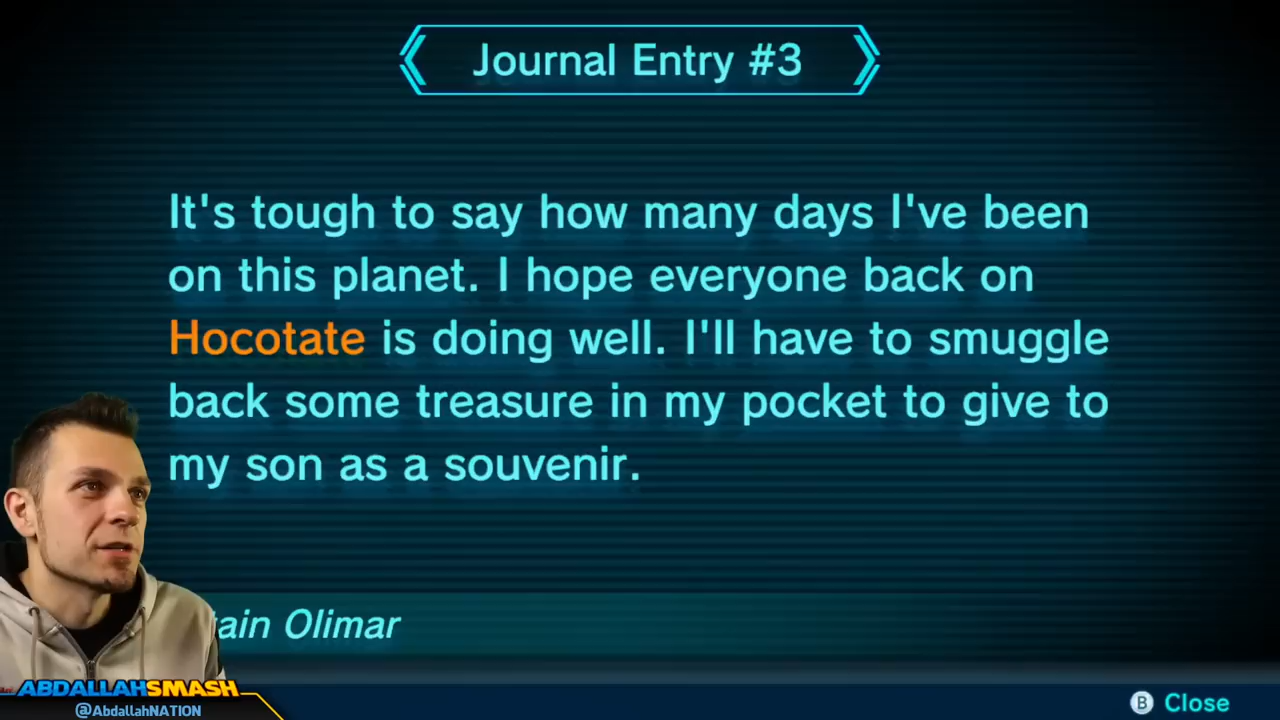 Journal Entry #3
It's tough to say how many days I've been
on this planet. I hope everyone back on
Hocotate is doing well. I'll have to smuggle
back some treasure in my pocket to give to
my son as a souvenir.
tain Olimar
ABDALLAHSMASH
@AbdallahNATION
B Close